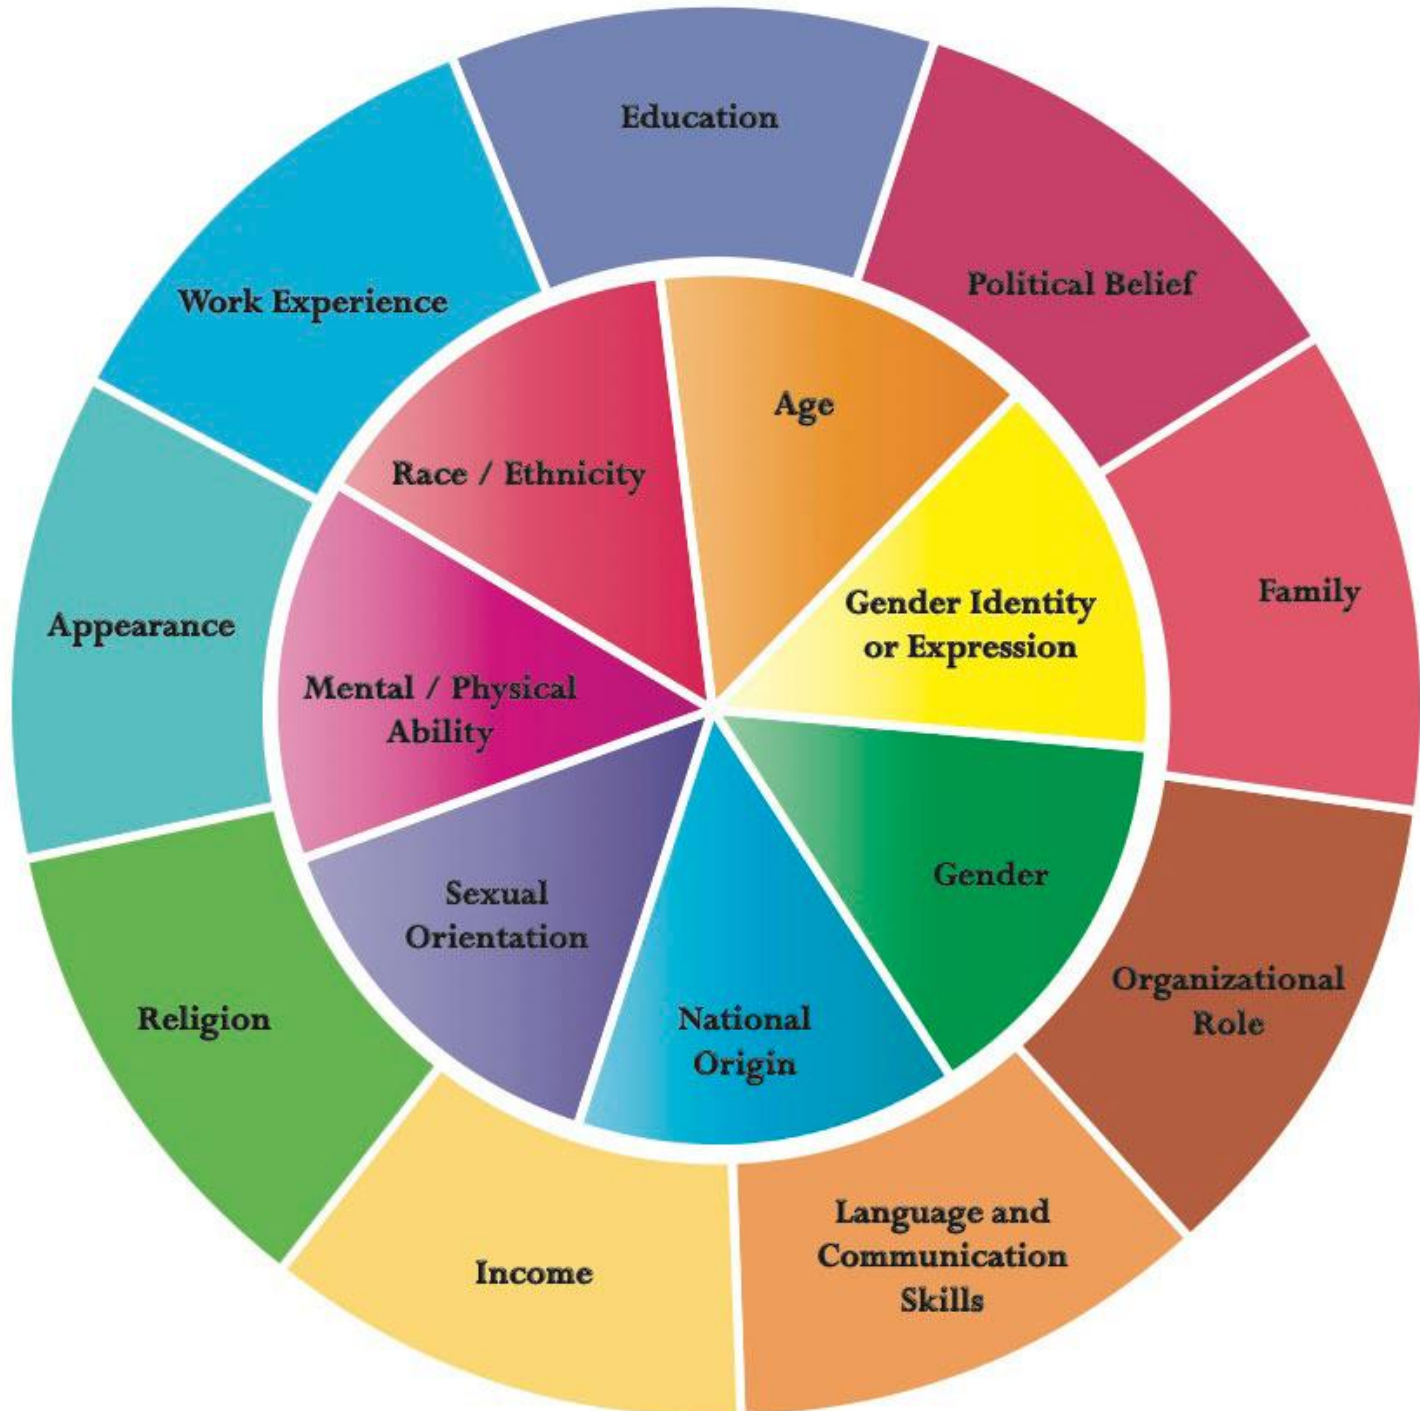 Education
Political Belief
Family
Organizational
Role
Language and
Communication
Skills
Income
Religion
Appearance
Work Experience
Age
Gender Identity
or Expression
Gender
National
Origin
Sexual
Orientation
Mental / Physical
Ability
Race / Ethnicity